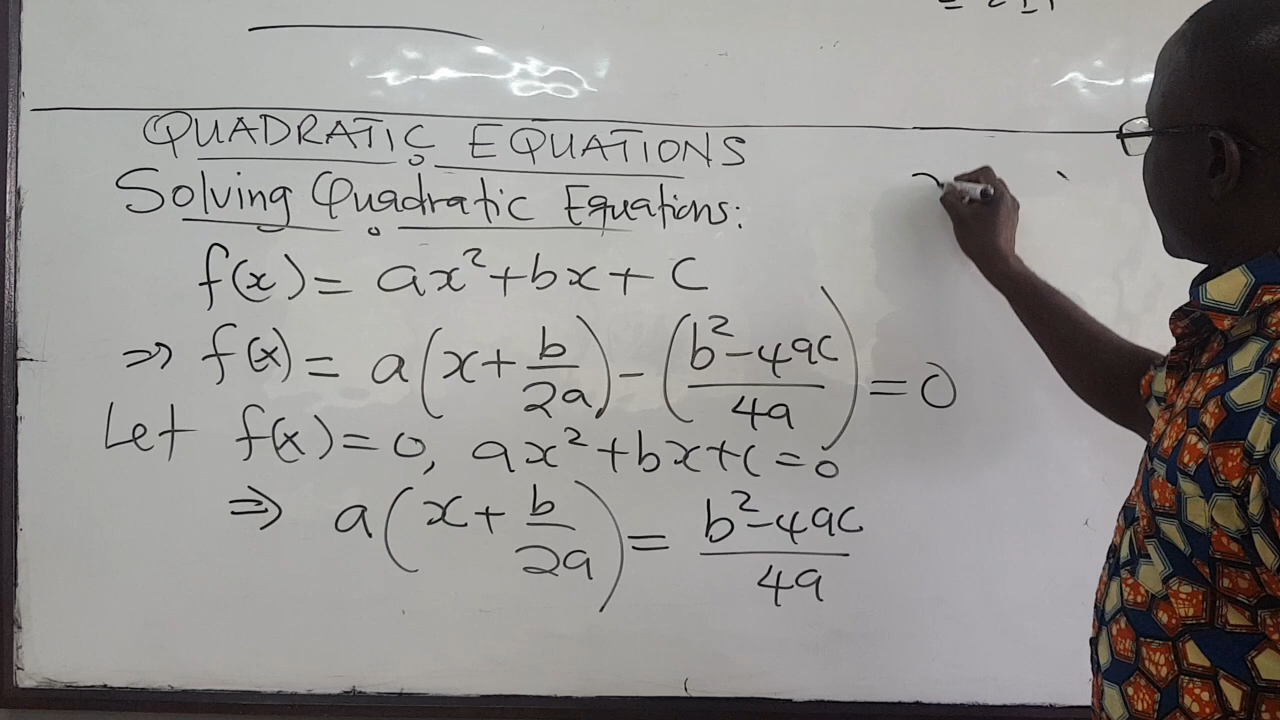 QUADRATIC EQUATIONS
Solving Quadratic Equations:
f(x) = ax²+bx+c
⇒ f(x) = a(x+b/2a) - (b²-4ac/4a) = 0
Let f(x)=0, ax²+bx+c=0
⇒ a(x+b/2a) = b²-4ac/4a